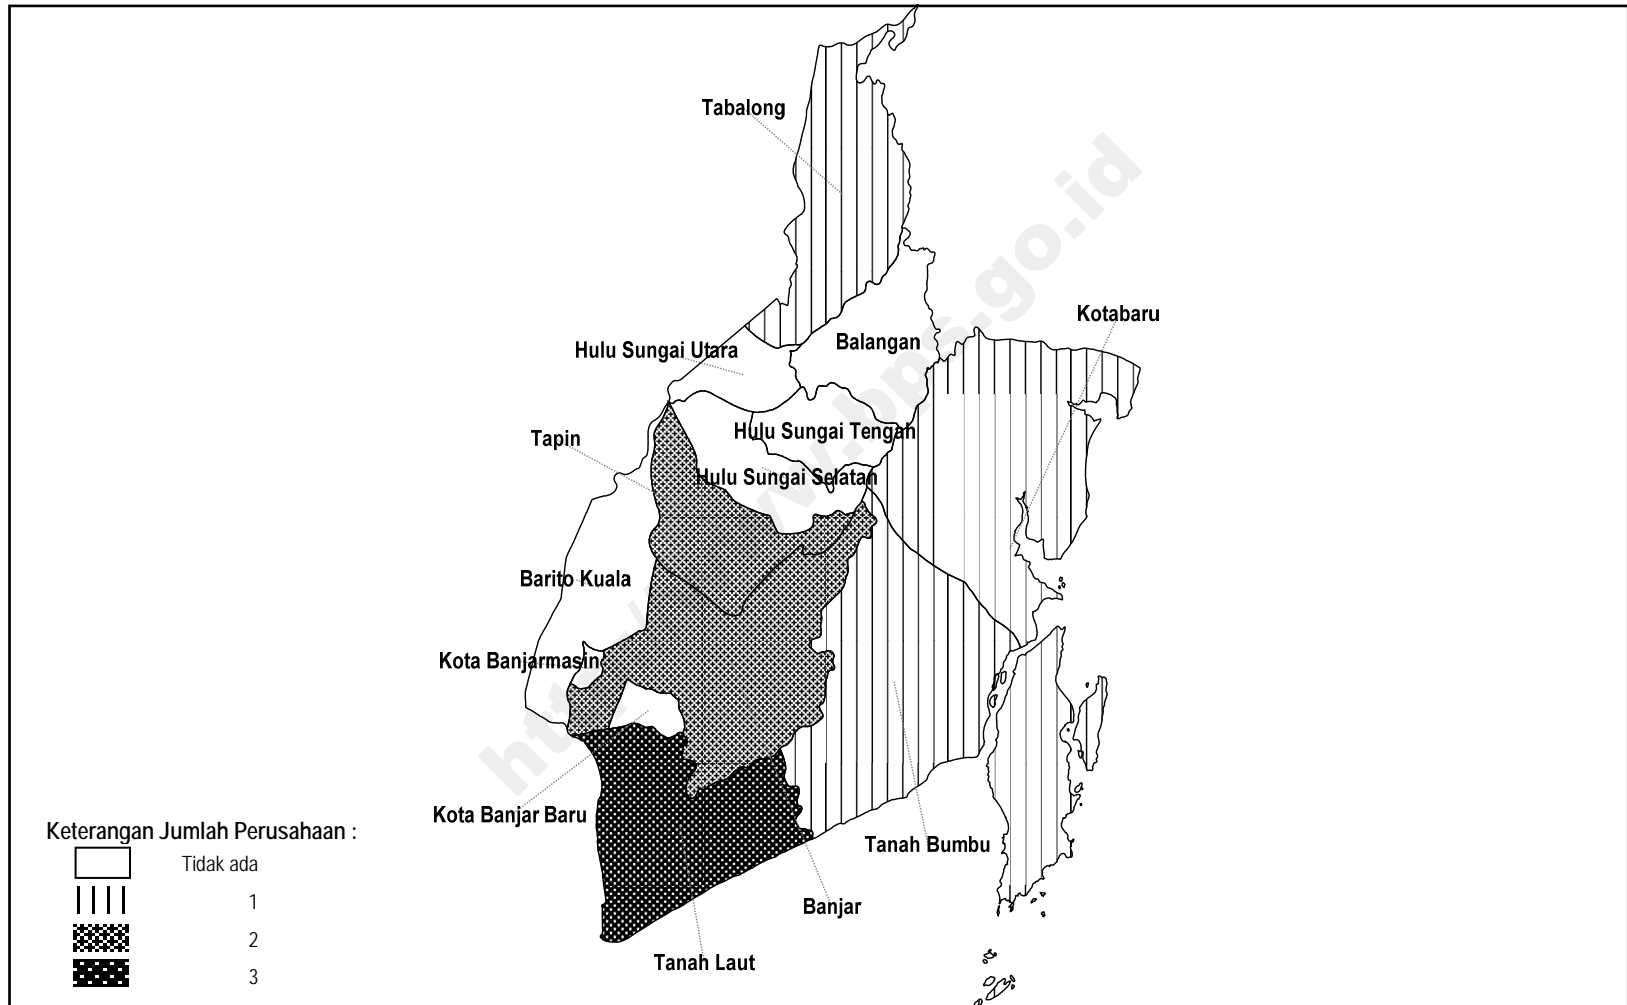 Tabalong
Kotabaru
Balangan
Hulu Sungai Utara
Hulu Sungai Tengah
Tapin
Hulu Sungai Selatan
Barito Kuala
Kota Banjarmasin
Kota Banjar Baru
Tanah Bumbu
Banjar
Tanah Laut
Keterangan Jumlah Perusahaan :
Tidak ada
1
2
3